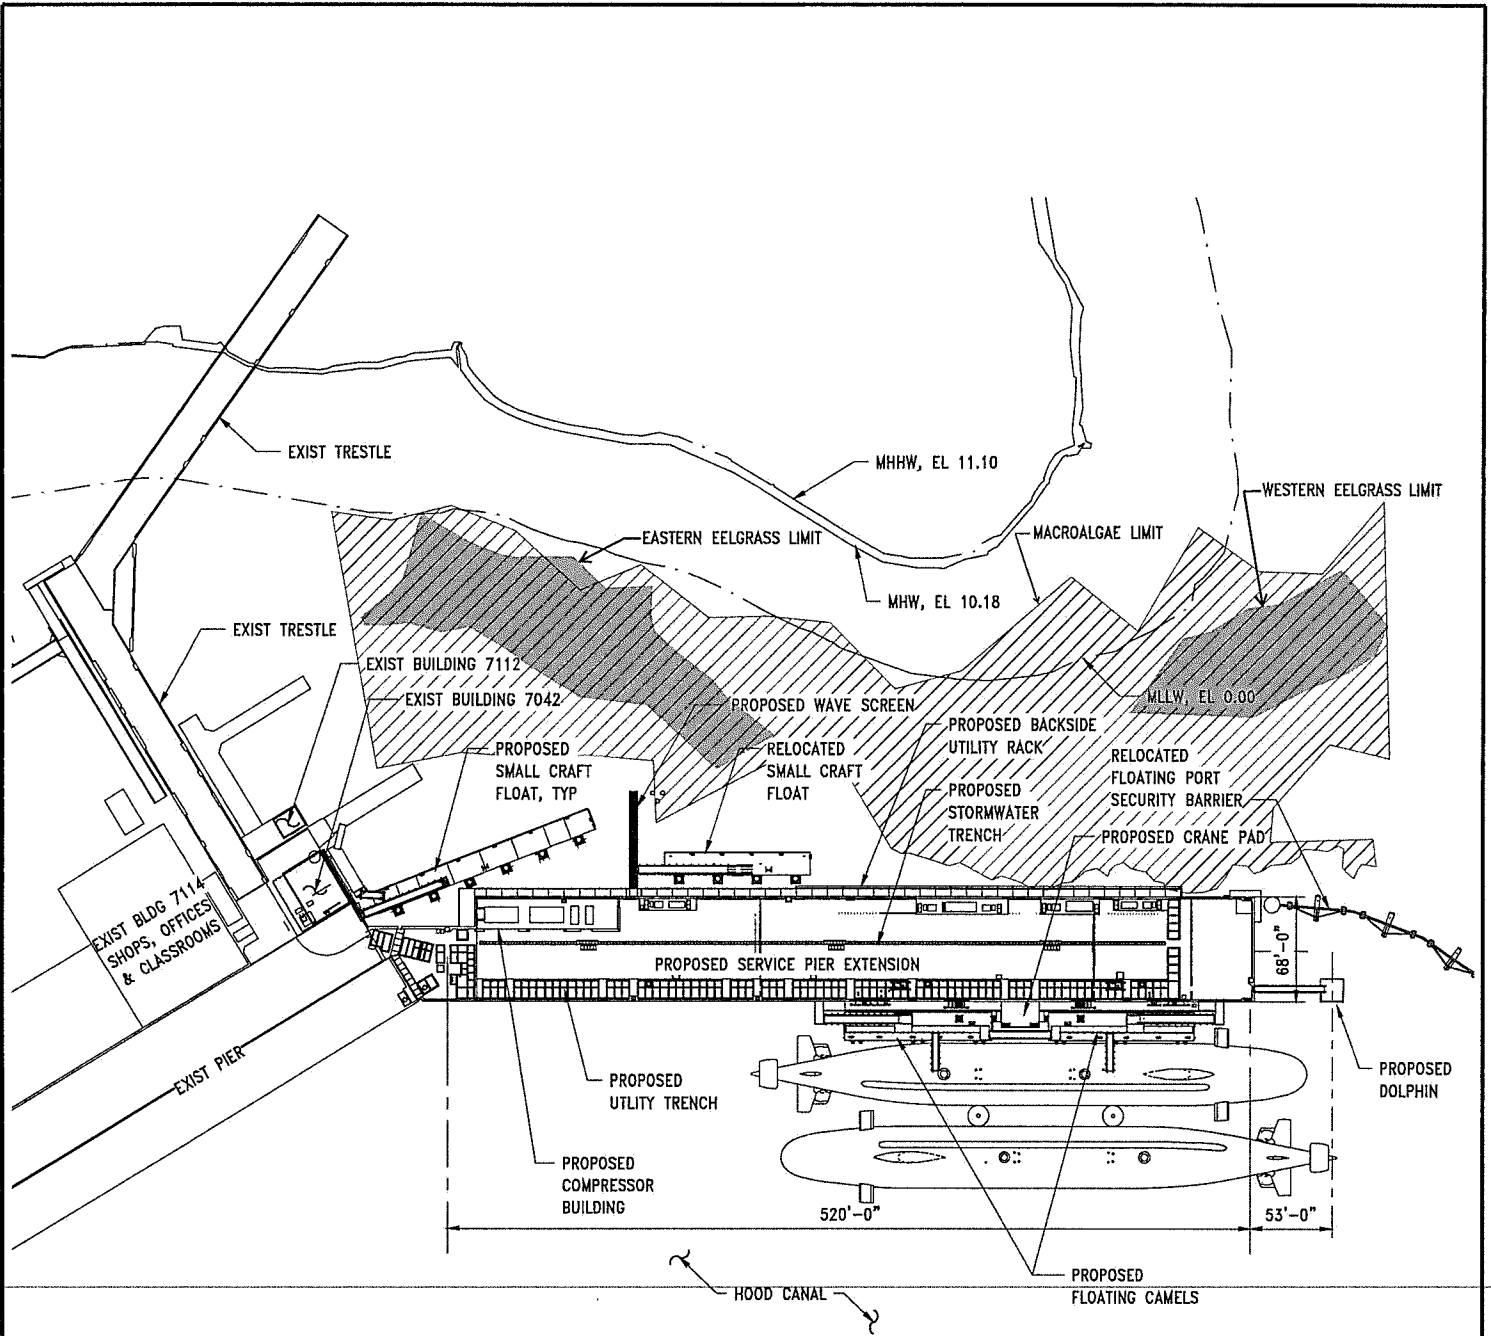 EXIST TRESTLE
MHHW, EL 11.10
WESTERN EELGRASS LIMIT
EASTERN EELGRASS LIMIT
MACROALGAE LIMIT
MHW, EL 10.18
EXIST TRESTLE
EXIST BUILDING 7112
EXIST BUILDING 7042
MLLW, EL 0.00
PROPOSED WAVE SCREEN
PROPOSED
SMALL CRAFT
FLOAT, TYP
RELOCATED
SMALL CRAFT
FLOAT
PROPOSED BACKSIDE
UTILITY RACK
PROPOSED
STORMWATER
TRENCH
RELOCATED
FLOATING PORT
SECURITY BARRIER
PROPOSED CRANE PAD
EXIST BLDG 7114
SHOPS, OFFICES
& CLASSROOMS
PROPOSED SERVICE PIER EXTENSION
68'-0"
EXIST PIER
PROPOSED
UTLITY TRENCH
PROPOSED
DOLPHIN
PROPOSED
COMPRESSOR
BUILDING
520'-0"
53'-0"
PROPOSED
FLOATING CAMELS
HOOD CANAL